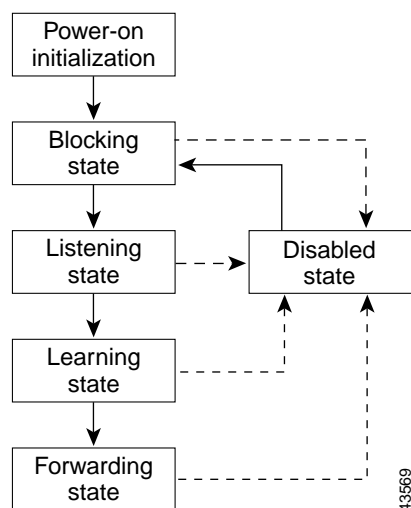 Power-on
initialization
Blocking
state
Listening
state
Disabled
state
Learning
state
Forwarding
state
43569